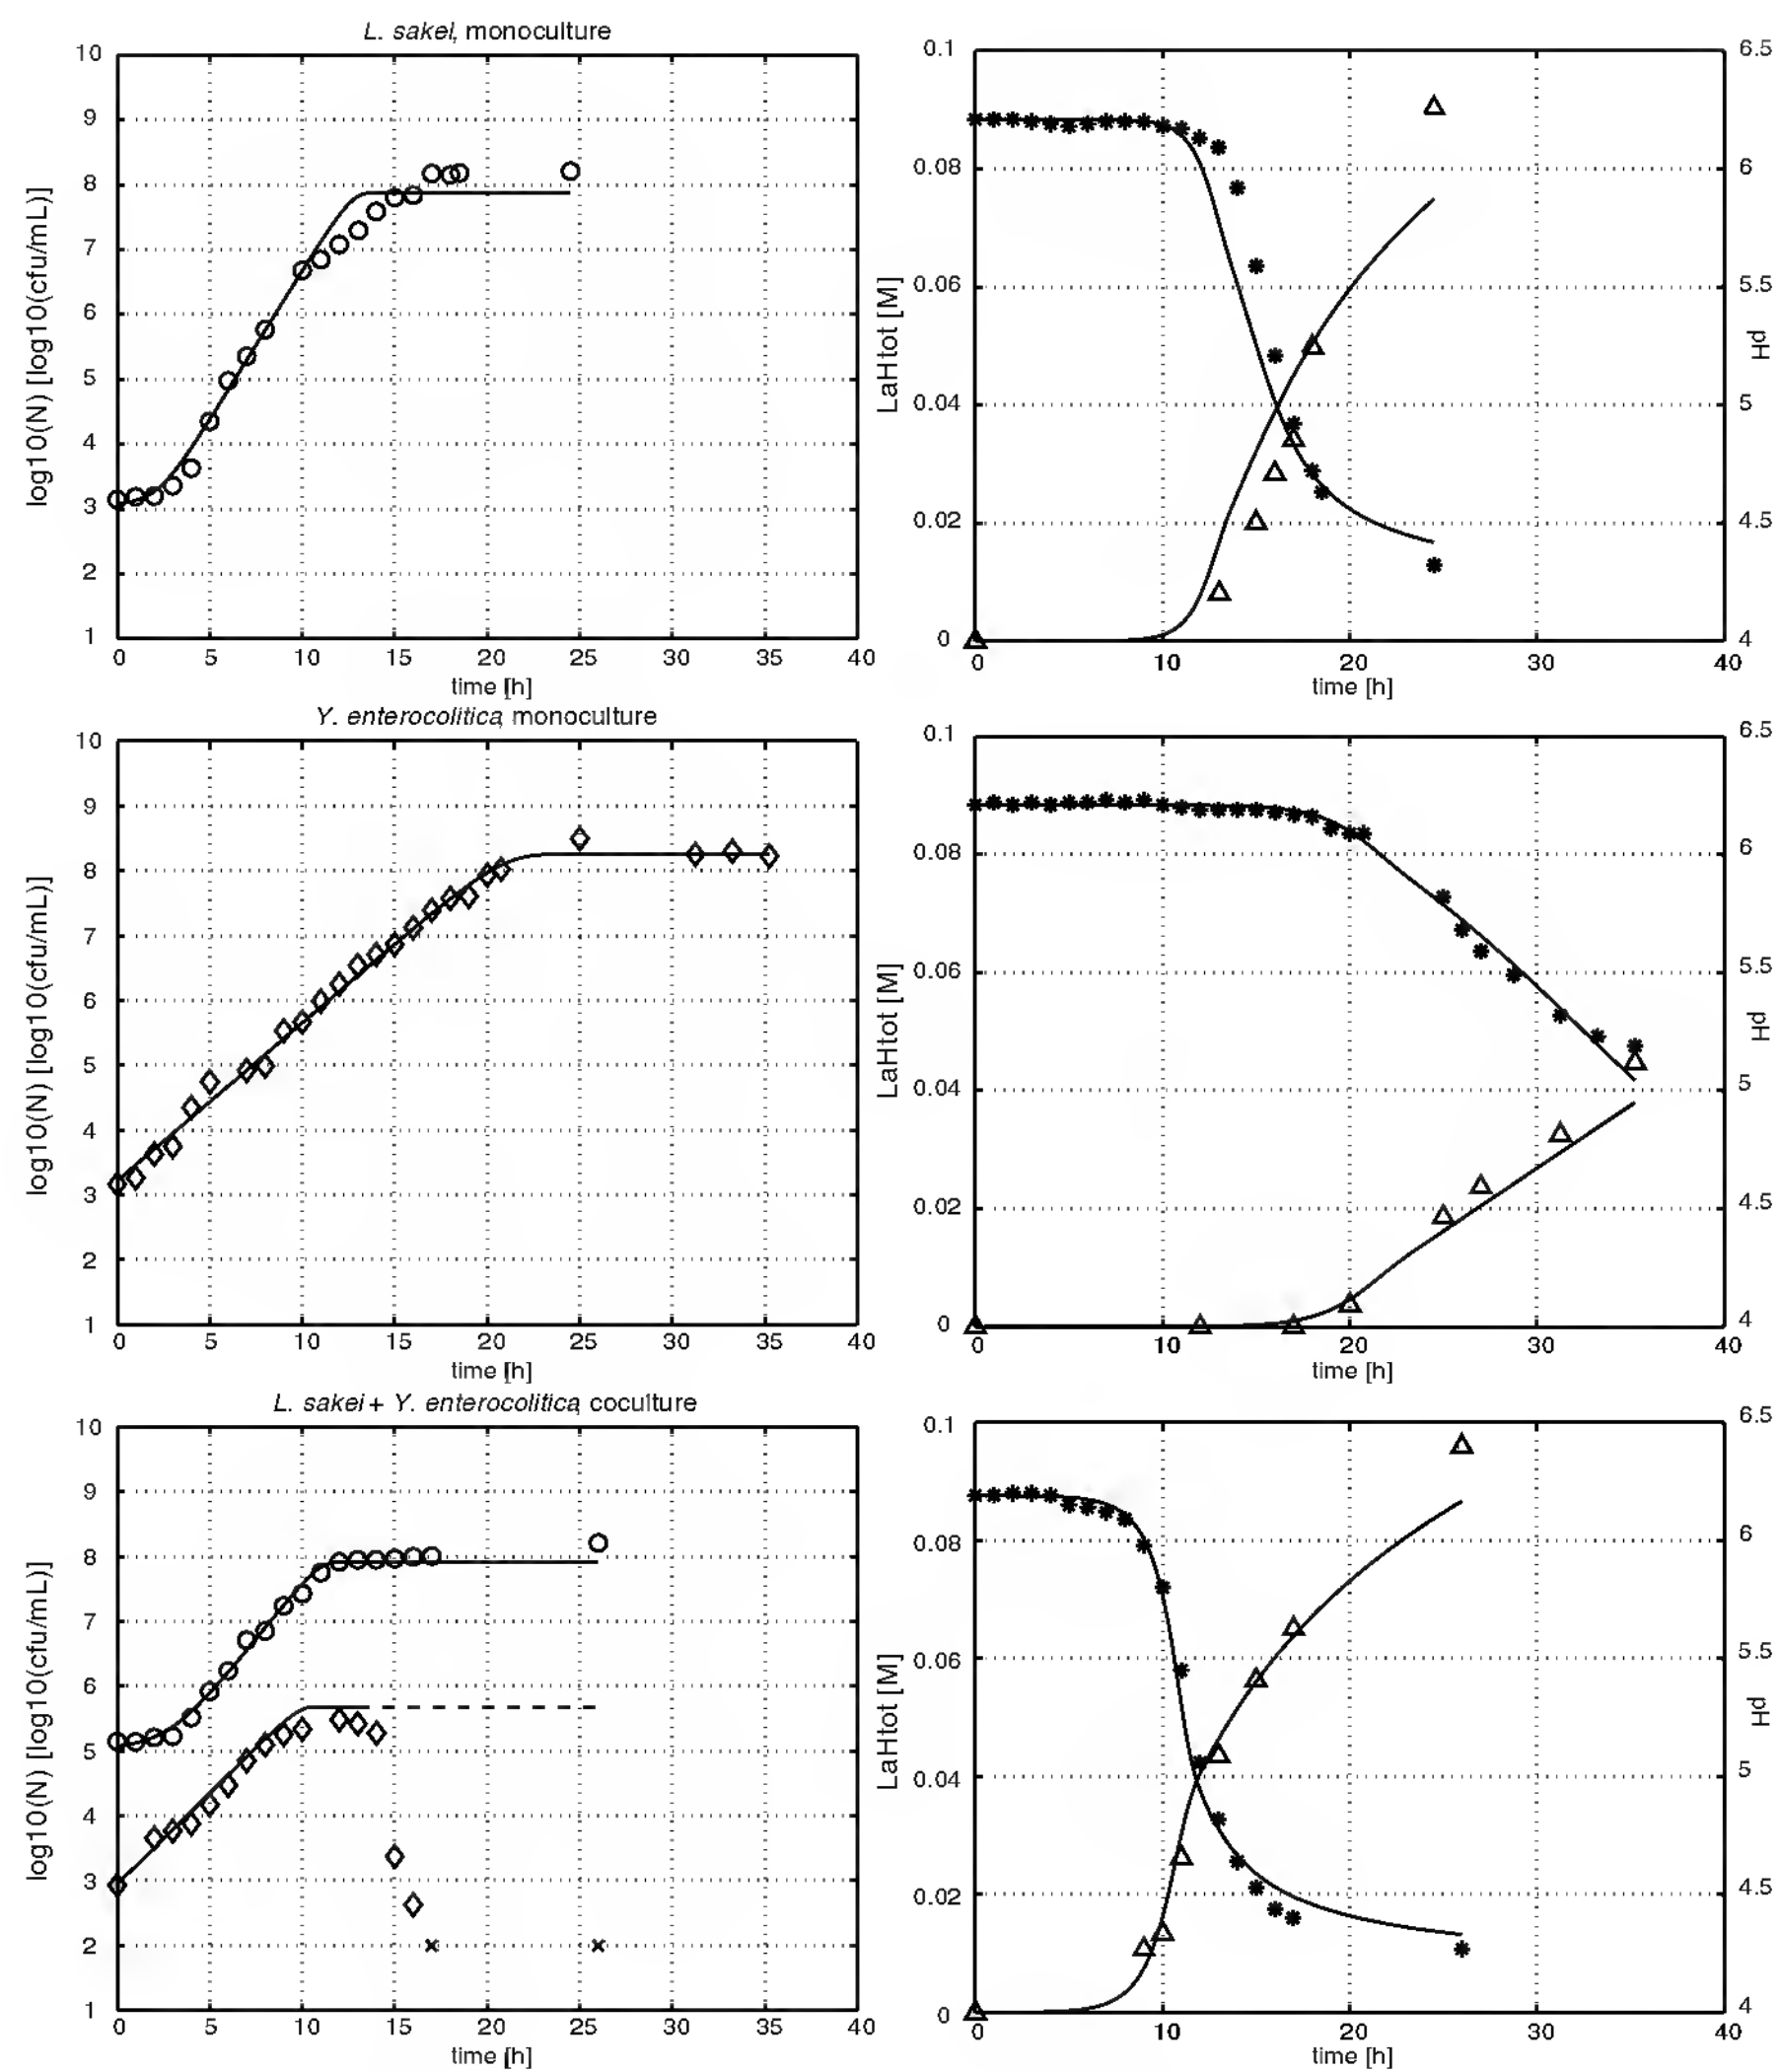 L. sakei, monoculture
10
9
8
7
6
5
4
3
2
1
0 5 10 15 20 25 30 35 40
time [h]
log10(N) [log10(cfu/mL)]
0.1
0.08
0.06
0.04
0.02
0
LaHtot [M]
6.5
6
5.5
5
4.5
4
pH
0 10 20 30 40
time [h]
Y. enterocolitica, monoculture
10
9
8
7
6
5
4
3
2
1
0 5 10 15 20 25 30 35 40
time [h]
log10(N) [log10(cfu/mL)]
0.1
0.08
0.06
0.04
0.02
0
LaHtot [M]
6.5
6
5.5
5
4.5
4
pH
0 10 20 30 40
time [h]
L. sakei + Y. enterocolitica, coculture
10
9
8
7
6
5
4
3
2
1
0 5 10 15 20 25 30 35 40
time [h]
log10(N) [log10(cfu/mL)]
0.1
0.08
0.06
0.04
0.02
0
LaHtot [M]
6.5
6
5.5
5
4.5
4
pH
0 10 20 30 40
time [h]